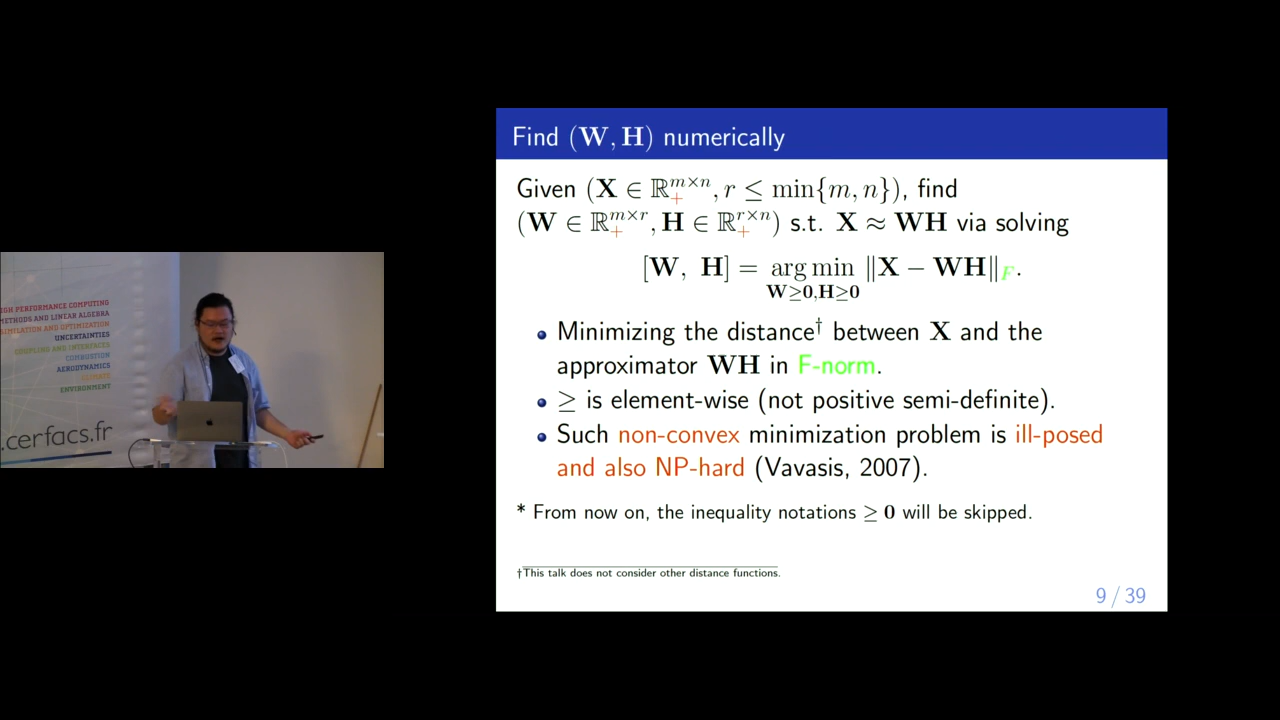 HIGH PERFORMANCE COMPUTING
METHODS AND LINEAR ALGEBRA
SIMILATION AND OPTIMIZATION
UNCERTAINTIES
COUPLING AND INTERFACES
COMBUSTION
AERODYNAMICS
CLIMATE
ENVIRONMENT
.cerfacs.fr
Find (W, H) numerically
Given (X ∈ ℝ₊^{m×n}, r ≤ min{m, n}), find
(W ∈ ℝ₊^{m×r}, H ∈ ℝ₊^{r×n}) s.t. X ≈ WH via solving
[W, H] = arg min ‖X − WH‖_F.
W≥0,H≥0
Minimizing the distance† between X and the
approximator WH in F-norm.
≥ is element-wise (not positive semi-definite).
Such non-convex minimization problem is ill-posed
and also NP-hard (Vavasis, 2007).
* From now on, the inequality notations ≥ 0 will be skipped.
†This talk does not consider other distance functions.
9 / 39